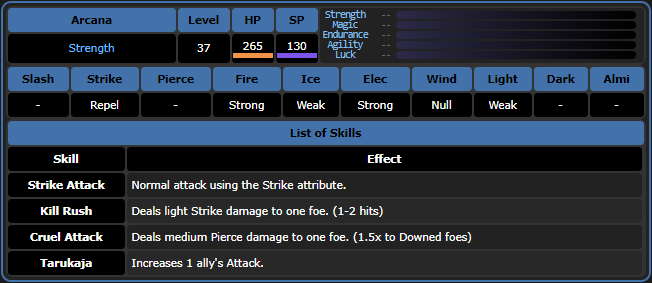 Arcana Level HP SP
Strength 37 265 130
Strength --
Magic --
Endurance --
Agility --
Luck --
Slash Strike Pierce Fire Ice Elec Wind Light Dark Almi
- Repel - Strong Weak Strong Null Weak - -
List of Skills
Skill Effect
Strike Attack Normal attack using the Strike attribute.
Kill Rush Deals light Strike damage to one foe. (1-2 hits)
Cruel Attack Deals medium Pierce damage to one foe. (1.5x to Downed foes)
Tarukaja Increases 1 ally's Attack.